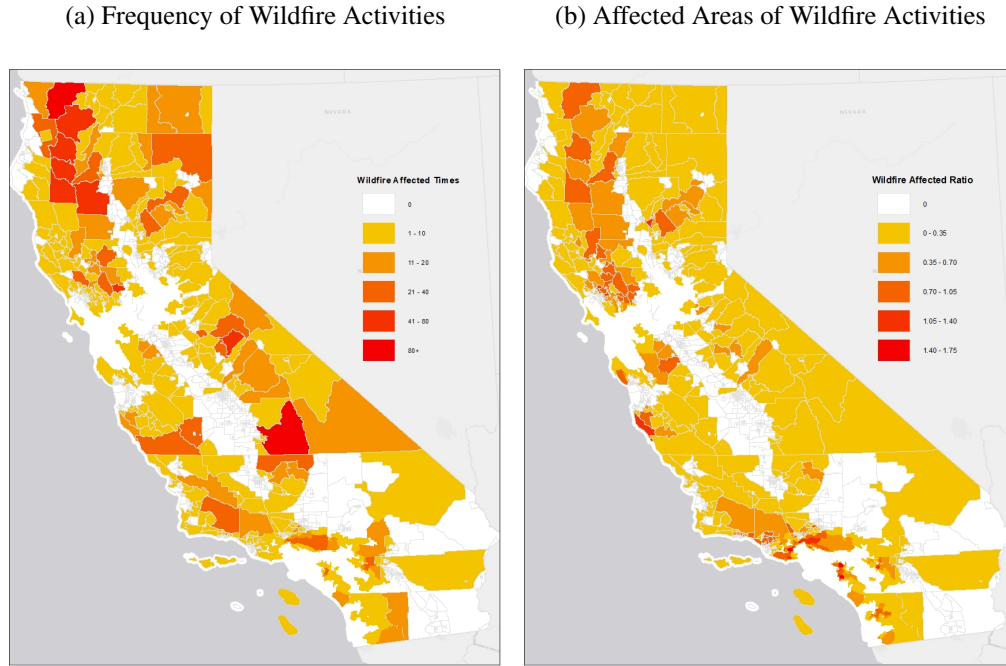 (a) Frequency of Wildfire Activities
(b) Affected Areas of Wildfire Activities
NEVADA
Wildfire Affected Times
0
1 - 10
11 - 20
21 - 40
41 - 80
80+
NEVADA
Wildfire Affected Ratio
0
0 - 0.35
0.35 - 0.70
0.70 - 1.05
1.05 - 1.40
1.40 - 1.75